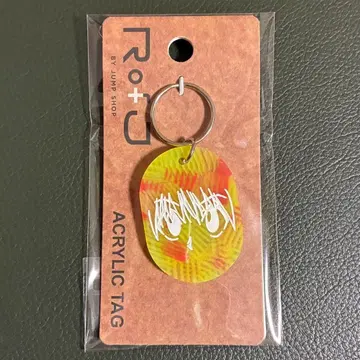 R+J
BY JUMP SHOP
ACRYLIC TAG